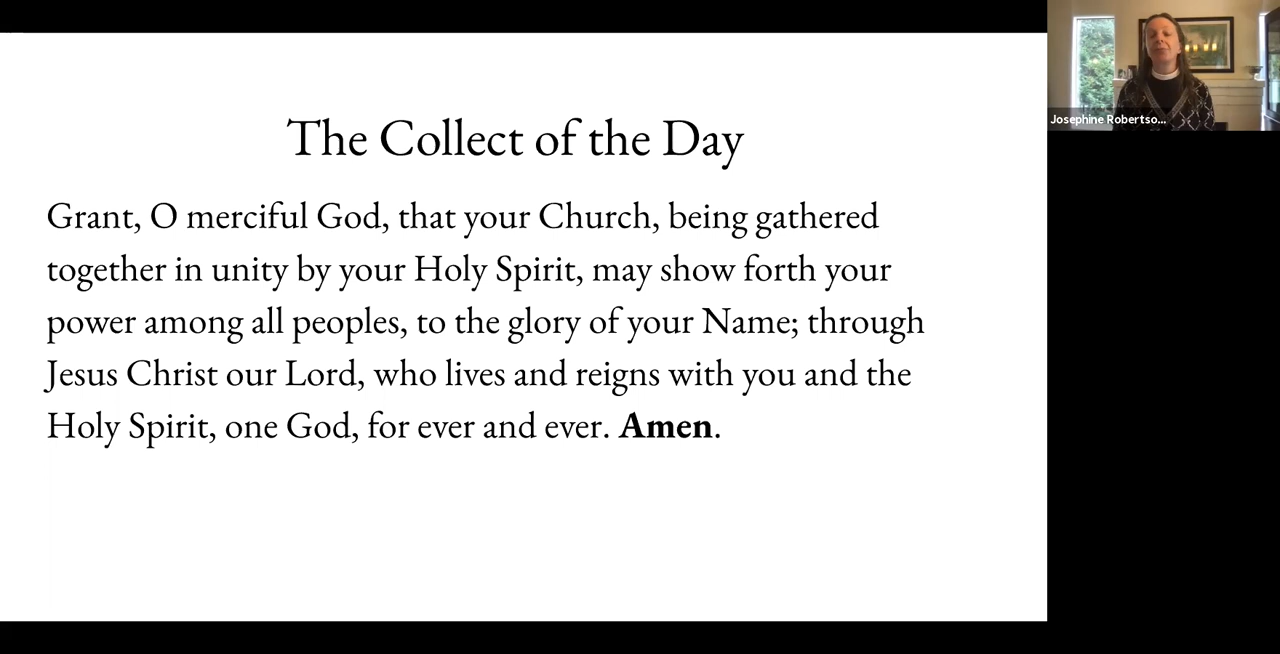 The Collect of the Day
Grant, O merciful God, that your Church, being gathered
together in unity by your Holy Spirit, may show forth your
power among all peoples, to the glory of your Name; through
Jesus Christ our Lord, who lives and reigns with you and the
Holy Spirit, one God, for ever and ever. Amen.
Josephine Robertso...